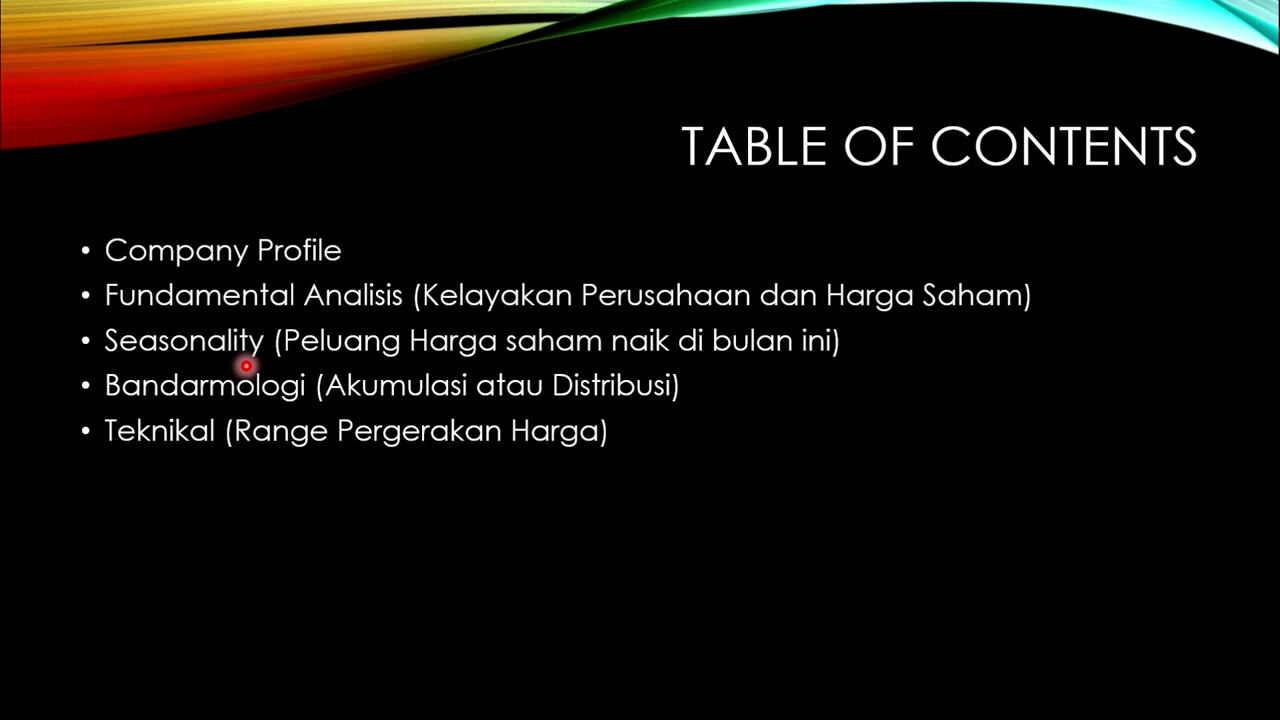 TABLE OF CONTENTS
• Company Profile
• Fundamental Analisis (Kelayakan Perusahaan dan Harga Saham)
• Seasonality (Peluang Harga saham naik di bulan ini)
• Bandarmologi (Akumulasi atau Distribusi)
• Teknikal (Range Pergerakan Harga)